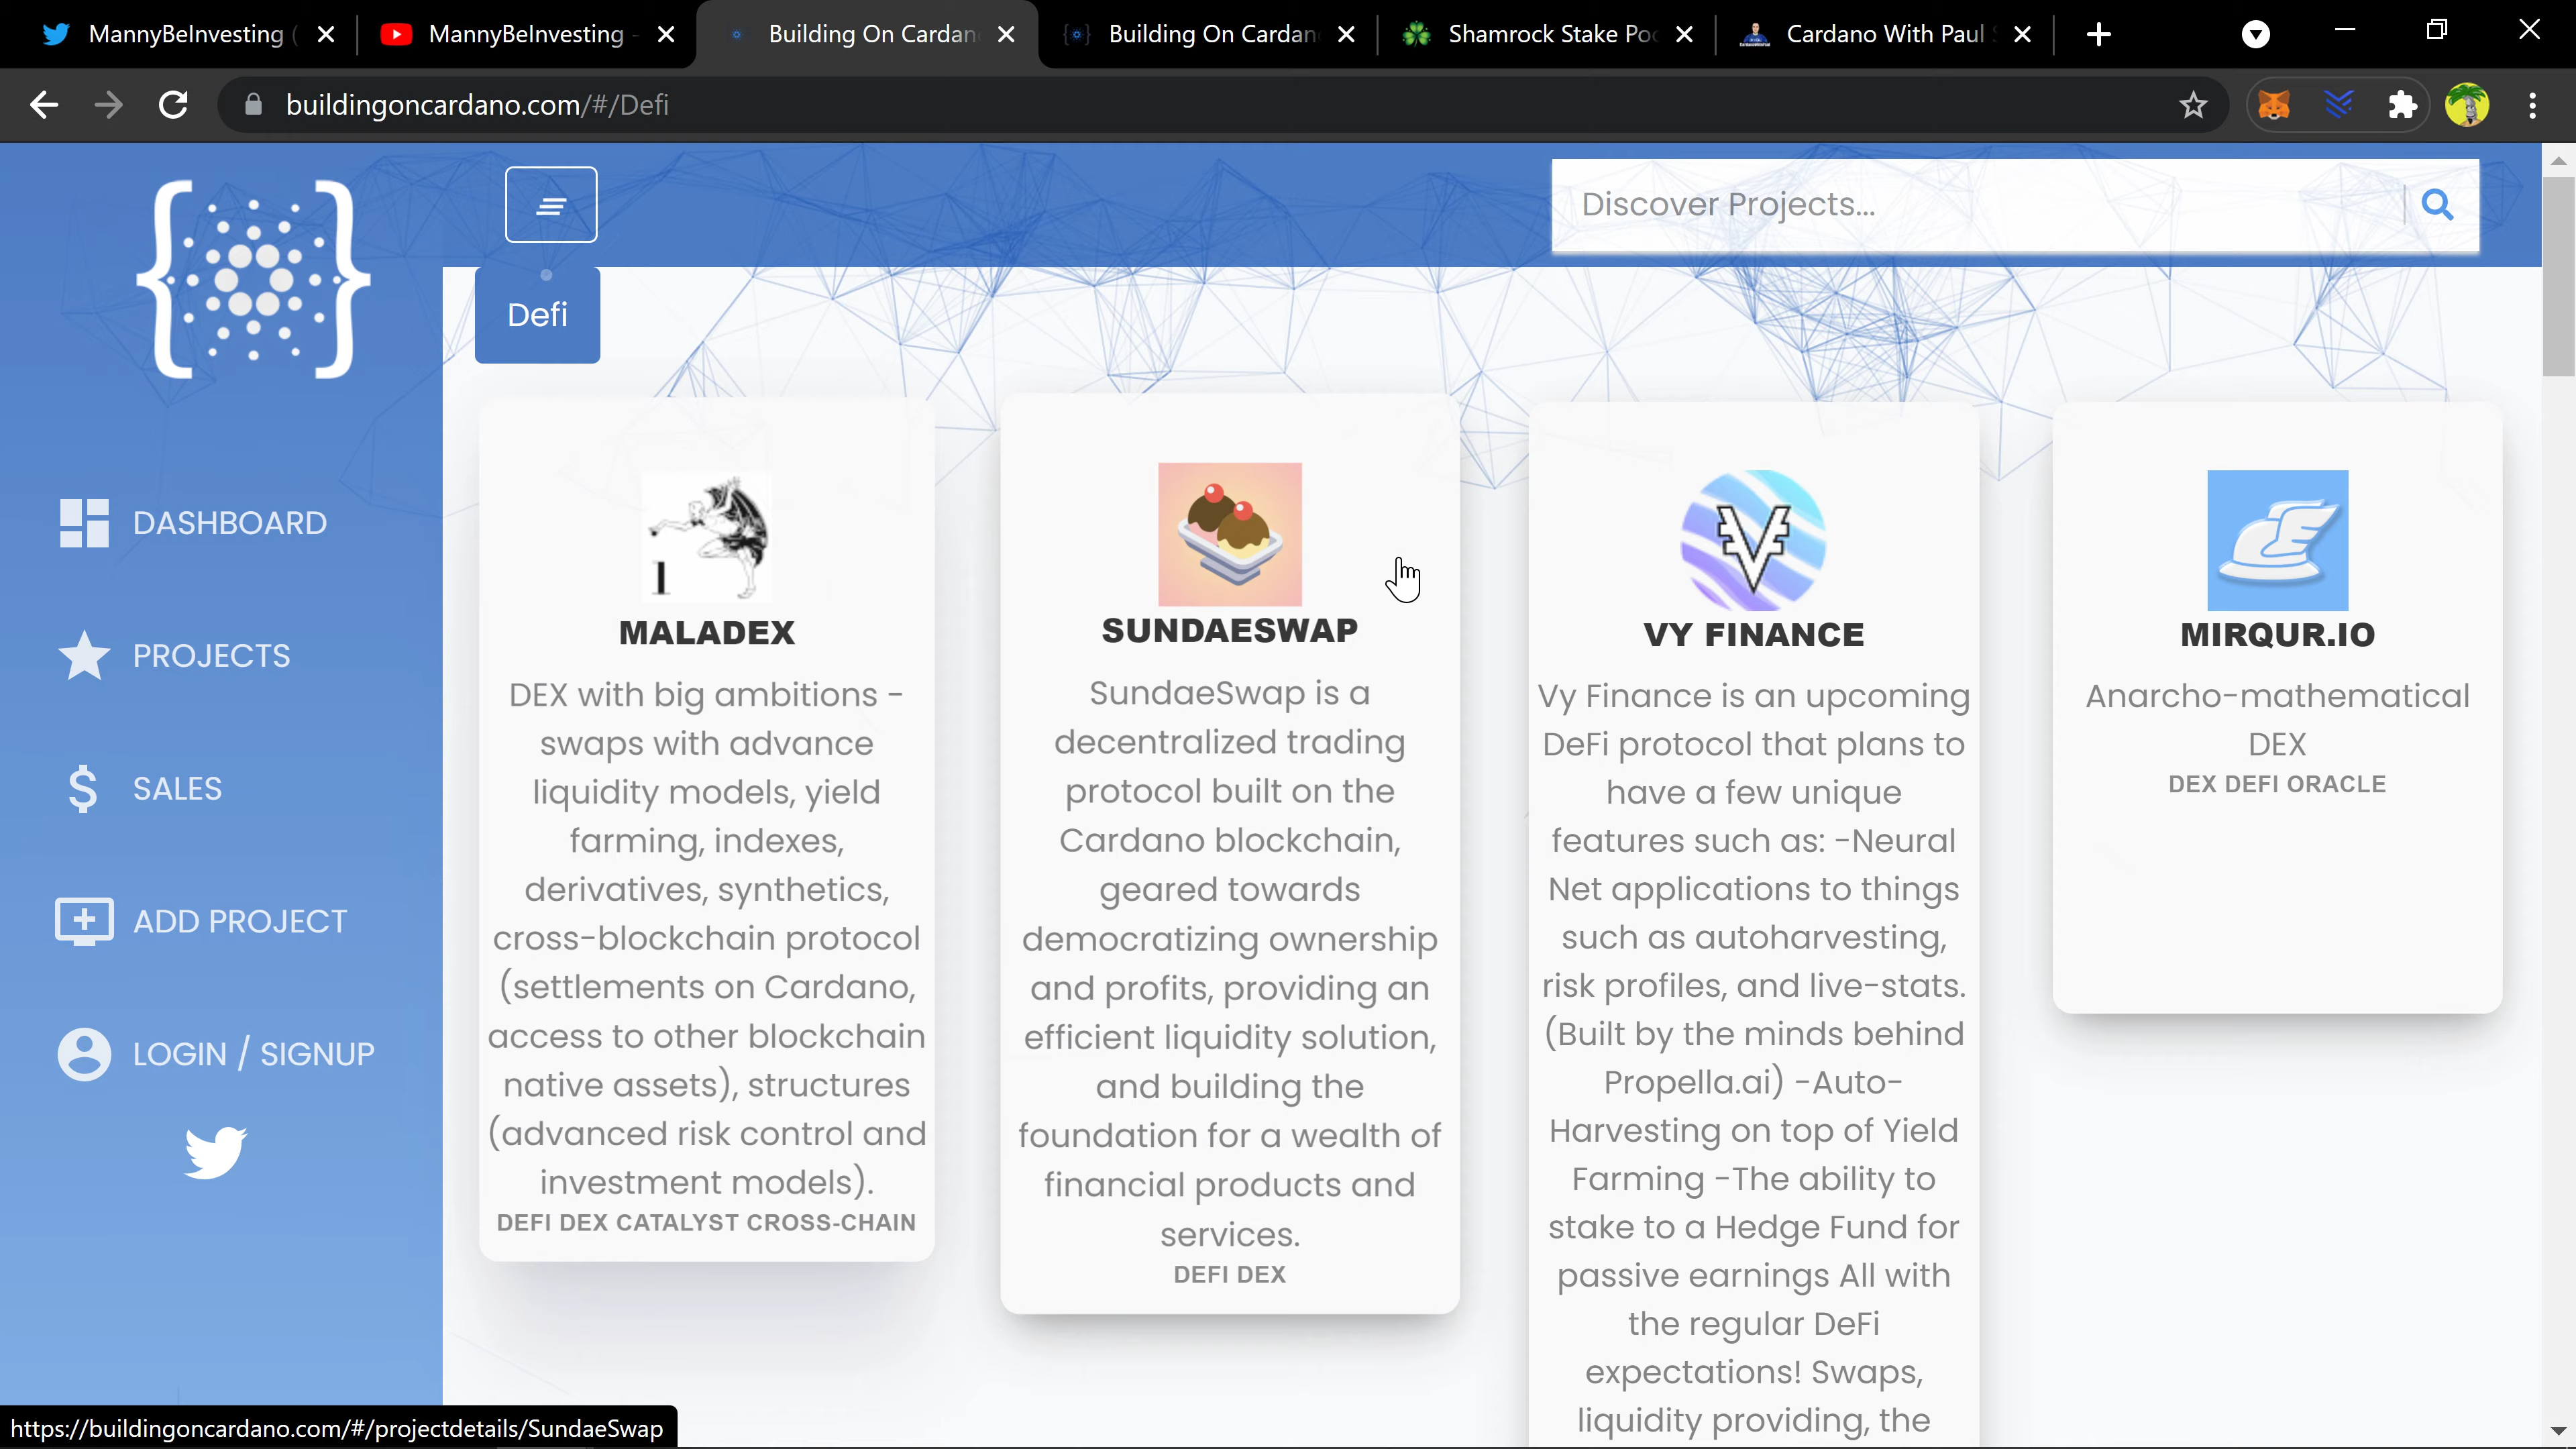 MannyBeInvesting (
MannyBeInvesting -
Building On Cardan
Building On Cardan
Shamrock Stake Poo
Cardano With Paul S
buildingoncardano.com/#/Defi
Discover Projects...
Defi
DASHBOARD
PROJECTS
SALES
ADD PROJECT
LOGIN / SIGNUP
1
MALADEX
DEX with big ambitions -
swaps with advance
liquidity models, yield
farming, indexes,
derivatives, synthetics,
cross-blockchain protocol
(settlements on Cardano,
access to other blockchain
native assets), structures
(advanced risk control and
investment models).
DEFI DEX CATALYST CROSS-CHAIN
SUNDAESWAP
SundaeSwap is a
decentralized trading
protocol built on the
Cardano blockchain,
geared towards
democratizing ownership
and profits, providing an
efficient liquidity solution,
and building the
foundation for a wealth of
financial products and
services.
DEFI DEX
VY FINANCE
Vy Finance is an upcoming
DeFi protocol that plans to
have a few unique
features such as: -Neural
Net applications to things
such as autoharvesting,
risk profiles, and live-stats.
(Built by the minds behind
Propella.ai) -Auto-
Harvesting on top of Yield
Farming -The ability to
stake to a Hedge Fund for
passive earnings All with
the regular DeFi
expectations! Swaps,
liquidity providing, the
MIRQUR.IO
Anarcho-mathematical
DEX
DEX DEFI ORACLE
https://buildingoncardano.com/#/projectdetails/SundaeSwap